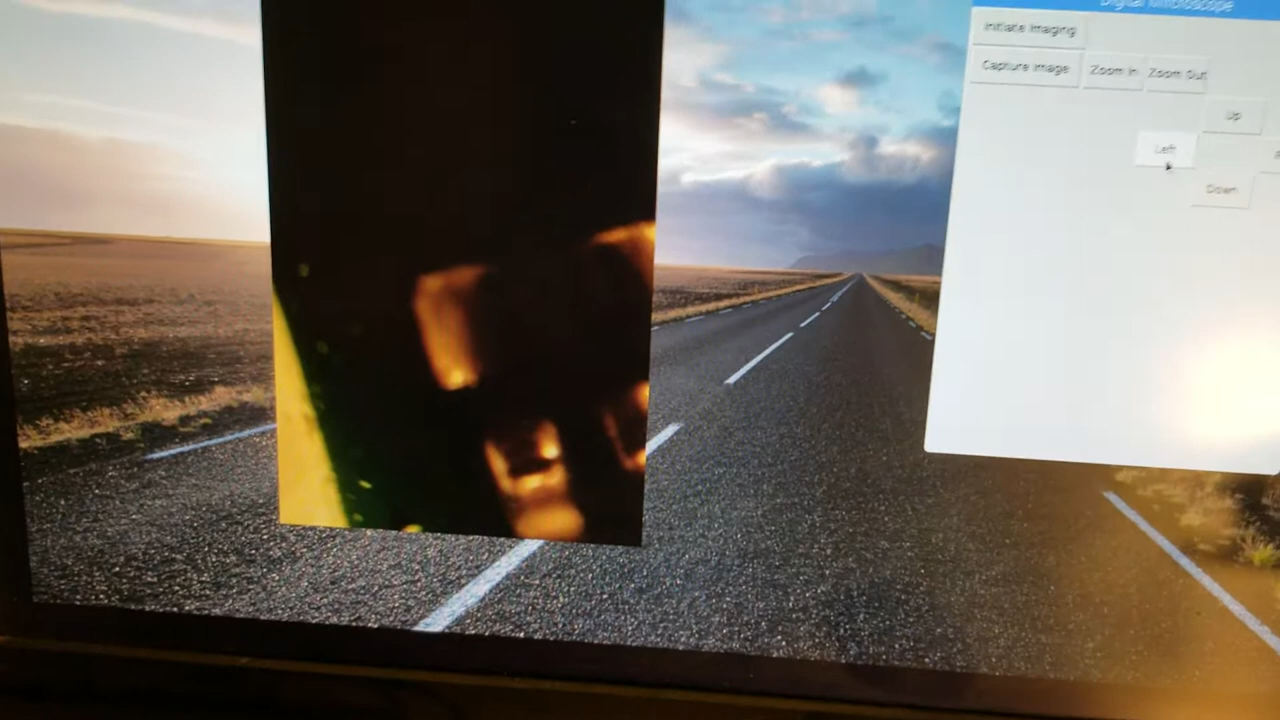 Digital Microscope
Initiate Imaging
Capture Image Zoom In Zoom Out
Up
Left
Down